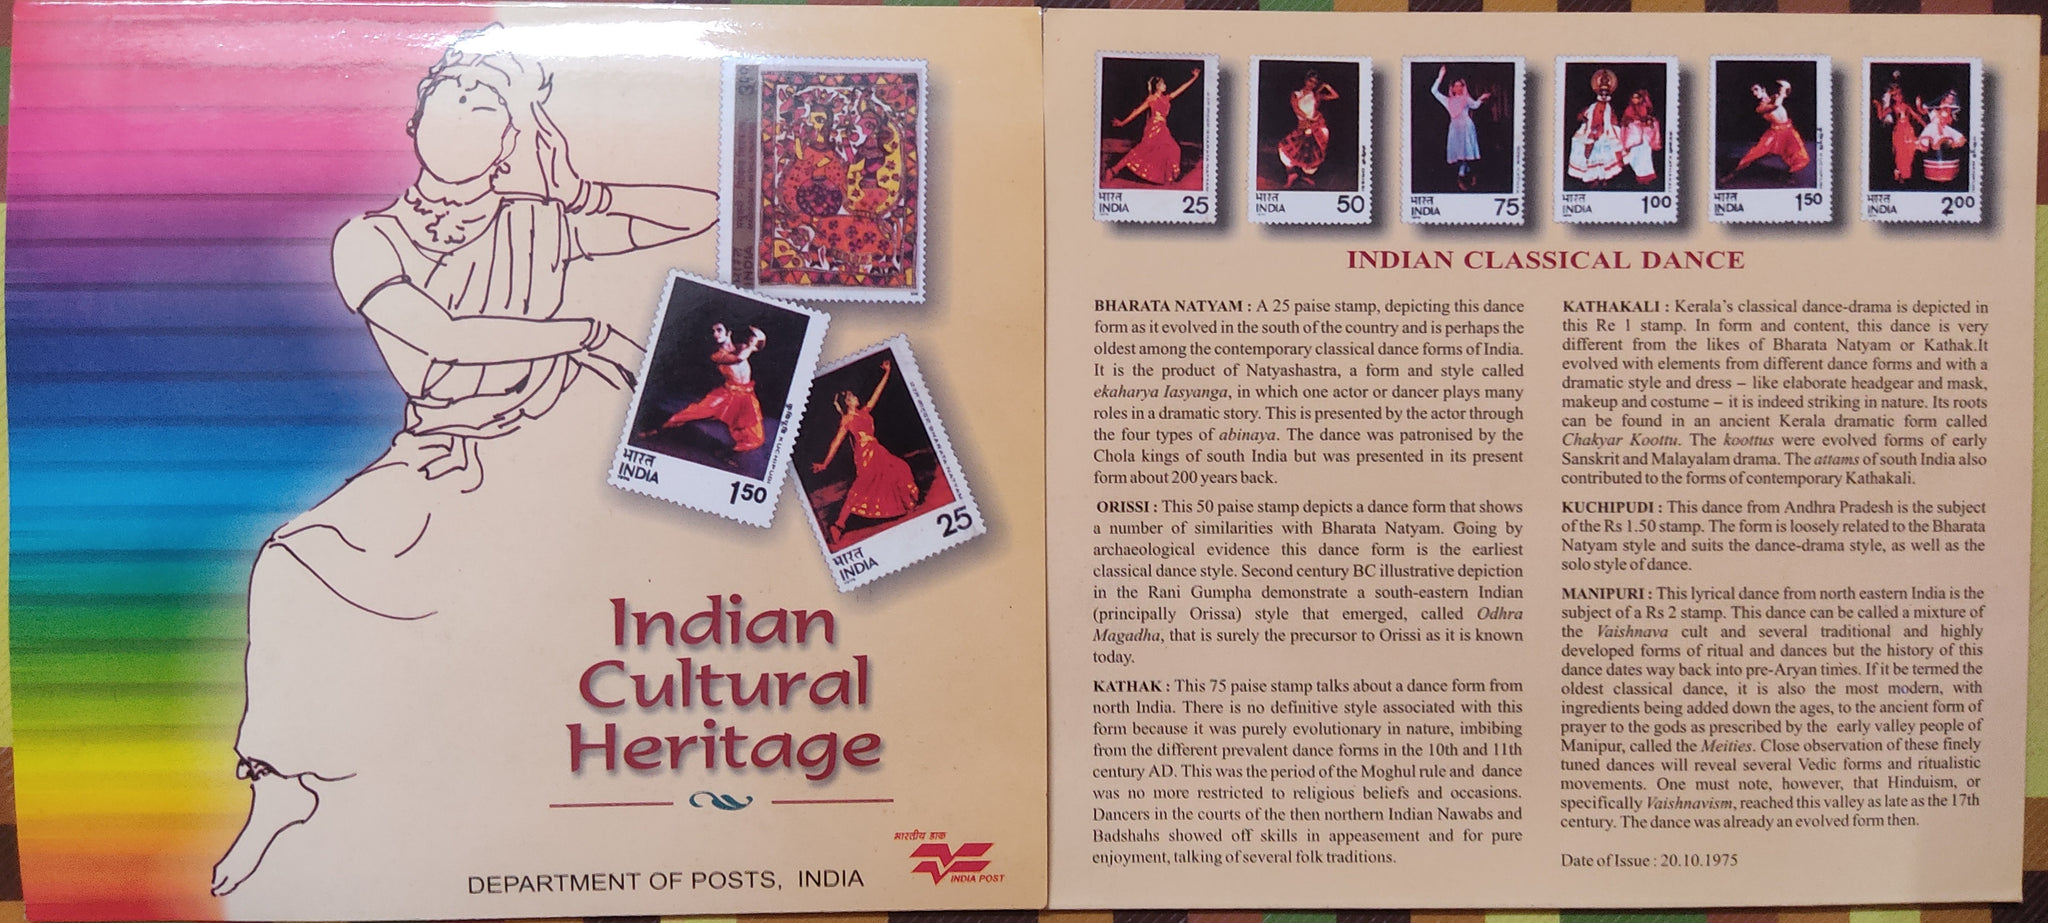 भारत
INDIA
3.00
भारत
INDIA
1.50
KUCHIPUDI
भारत
INDIA
25
BHARATA NATYAM
Indian
Cultural
Heritage
भारतीय डाक
INDIA POST
DEPARTMENT OF POSTS, INDIA
भारत
INDIA
25
भारत
INDIA
50
भारत
INDIA
75
भारत
INDIA
1.00
भारत
INDIA
1.50
भारत
INDIA
2.00
INDIAN CLASSICAL DANCE
BHARATA NATYAM : A 25 paise stamp, depicting this dance
form as it evolved in the south of the country and is perhaps the
oldest among the contemporary classical dance forms of India.
It is the product of Natyashastra, a form and style called
ekaharya Iasyanga, in which one actor or dancer plays many
roles in a dramatic story. This is presented by the actor through
the four types of abinaya. The dance was patronised by the
Chola kings of south India but was presented in its present
form about 200 years back.
ORISSI : This 50 paise stamp depicts a dance form that shows
a number of similarities with Bharata Natyam. Going by
archaeological evidence this dance form is the earliest
classical dance style. Second century BC illustrative depiction
in the Rani Gumpha demonstrate a south-eastern Indian
(principally Orissa) style that emerged, called Odhra
Magadha, that is surely the precursor to Orissi as it is known
today.
KATHAK : This 75 paise stamp talks about a dance form from
north India. There is no definitive style associated with this
form because it was purely evolutionary in nature, imbibing
from the different prevalent dance forms in the 10th and 11th
century AD. This was the period of the Moghul rule and dance
was no more restricted to religious beliefs and occasions.
Dancers in the courts of the then northern Indian Nawabs and
Badshahs showed off skills in appeasement and for pure
enjoyment, talking of several folk traditions.
KATHAKALI : Kerala's classical dance-drama is depicted in
this Re 1 stamp. In form and content, this dance is very
different from the likes of Bharata Natyam or Kathak.It
evolved with elements from different dance forms and with a
dramatic style and dress – like elaborate headgear and mask,
makeup and costume – it is indeed striking in nature. Its roots
can be found in an ancient Kerala dramatic form called
Chakyar Koottu. The koottus were evolved forms of early
Sanskrit and Malayalam drama. The attams of south India also
contributed to the forms of contemporary Kathakali.
KUCHIPUDI : This dance from Andhra Pradesh is the subject
of the Rs 1.50 stamp. The form is loosely related to the Bharata
Natyam style and suits the dance-drama style, as well as the
solo style of dance.
MANIPURI : This lyrical dance from north eastern India is the
subject of a Rs 2 stamp. This dance can be called a mixture of
the Vaishnava cult and several traditional and highly
developed forms of ritual and dances but the history of this
dance dates way back into pre-Aryan times. If it be termed the
oldest classical dance, it is also the most modern, with
ingredients being added down the ages, to the ancient form of
prayer to the gods as prescribed by the early valley people of
Manipur, called the Meities. Close observation of these finely
tuned dances will reveal several Vedic forms and ritualistic
movements. One must note, however, that Hinduism, or
specifically Vaishnavism, reached this valley as late as the 17th
century. The dance was already an evolved form then.
Date of Issue : 20.10.1975